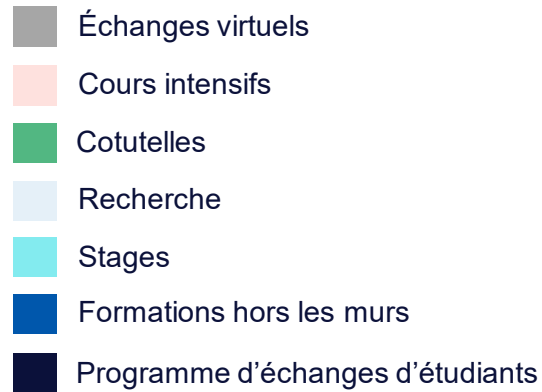 Échanges virtuels
Cours intensifs
Cotutelles
Recherche
Stages
Formations hors les murs
Programme d’échanges d’étudiants